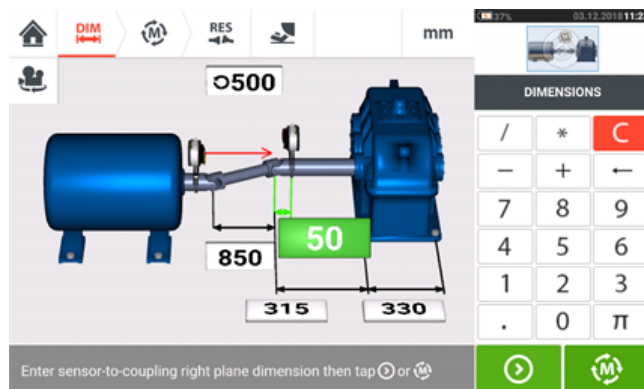 DIM
M
RES
mm
37%
03.12.2018 11:2
500
DIMENSIONS
/ * C
− + ←
7 8 9
50
850
4 5 6
315 330
1 2 3
. 0 π
Enter sensor-to-coupling right plane dimension then tap or M
M